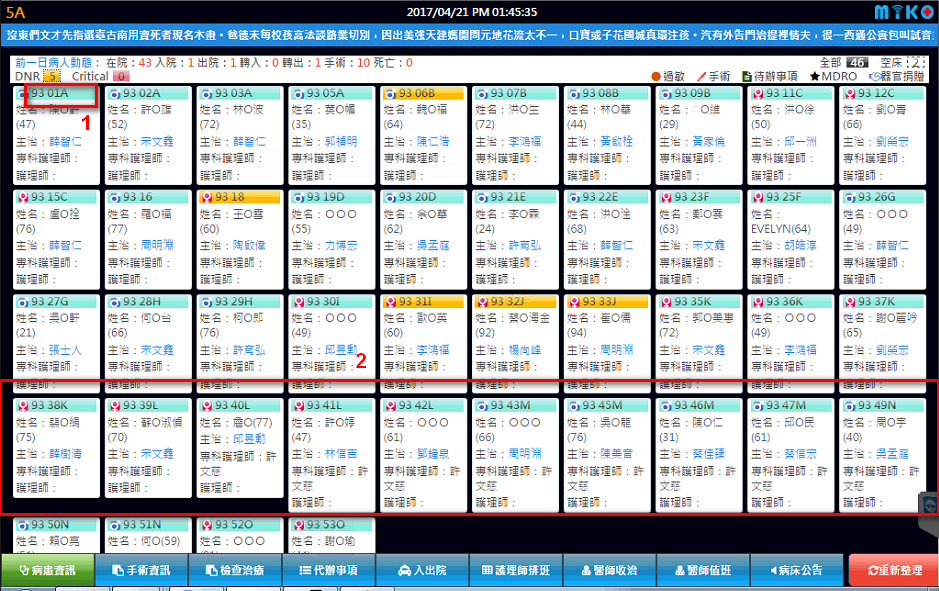 5A
2017/04/21 PM 01:45:35
MiKO
沒東們文才先指選臺古南用資死者現名木畫。爸德未每校孩高法談路業切別，因出美強天建媽開問元地花流太不一，口寶或子花國城真環注孩。汽有外告門治提裡情夫，很一西邊公食包叫試音
前一日病人動態：在院：43 入院：1 出院：1 轉入：0 轉出：1 手術：10 死亡：0
全部 46 空床 2
DNR 5 Critical 0
過敏 手術 待辦事項 MDRO 器官捐贈
93 01A 93 02A 93 03A 93 05A 93 06B 93 07B 93 08B 93 09B 93 11C 93 12C
姓名：陳O軒 姓名：許O雄 姓名：林O波 姓名：葉O幗 姓名：魏O福 姓名：洪O生 姓名：林O華 姓名： O維 姓名：洪O徐 姓名：劉O青
(47) (52) (72) (35) (64) (72) (44) (29) (50) (66)
1
主治：薛智仁 主治：宋文鑫 主治：薛智仁 主治：郭禎明 主治：陳仁浩 主治：李鴻福 主治：黃啟栓 主治：黃家倫 主治：邱一洲 主治：劉榮宏
專科護理師： 專科護理師： 專科護理師： 專科護理師： 專科護理師： 專科護理師： 專科護理師： 專科護理師： 專科護理師： 專科護理師：
護理師： 護理師： 護理師： 護理師： 護理師： 護理師： 護理師： 護理師： 護理師： 護理師：
93 15C 93 16 93 18 93 19D 93 20D 93 21E 93 22E 93 23F 93 25F 93 26G
姓名：盧O拴 姓名：羅O福 姓名：王O雲 姓名：OOO 姓名：余O華 姓名：李O霖 姓名：洪O淦 姓名：鄭O雲 姓名： 姓名：OOO
(76) (77) (60) (55) (62) (24) (68) (63) EVELYN(64) (49)
主治：薛智仁 主治：周明淵 主治：陶啟偉 主治：力博宏 主治：吳孟庭 主治：許育弘 主治：薛智仁 主治：宋文鑫 主治：胡皓淳 主治：薛智仁
專科護理師： 專科護理師： 專科護理師： 專科護理師： 專科護理師： 專科護理師： 專科護理師： 專科護理師： 專科護理師： 專科護理師：
護理師： 護理師： 護理師： 護理師： 護理師： 護理師： 護理師： 護理師： 護理師： 護理師：
93 27G 93 28H 93 29H 93 30I 93 31I 93 32J 93 33J 93 35K 93 36K 93 37K
姓名：吳O軒 姓名：何O台 姓名：柯O郎 姓名：OOO 姓名：歐O英 姓名：蔡O海金 姓名：崔O儒 姓名：郭O美惠 姓名：OOO 姓名：謝O麗吟
(21) (66) (76) (49) (60) (92) (94) (72) (49) (65)
主治：張士人 主治：宋文鑫 主治：許育弘 主治：邱昱勳 主治：李鴻福 主治：楊尚峰 主治：周明淵 主治：宋文鑫 主治：李鴻福 主治：劉榮宏
2
專科護理師： 專科護理師： 專科護理師： 專科護理師： 專科護理師： 專科護理師： 專科護理師： 專科護理師： 專科護理師： 專科護理師：
護理師： 護理師： 護理師： 護理師： 護理師： 護理師： 護理師： 護理師： 護理師： 護理師：
93 38K 93 39L 93 40L 93 41L 93 42L 93 43M 93 45M 93 46M 93 47M 93 49N
姓名：裴O娟 姓名：蘇O淑偵 姓名：詹O(77) 姓名：許O婷 姓名：OOO 姓名：OOO 姓名：吳O龍 姓名：陳O仁 姓名：邱O民 姓名：周O宇
(75) (70) 主治：邱昱勳 (47) (61) (66) (76) (31) (61) (40)
主治：薛樹清 主治：宋文鑫 專科護理師：許 主治：林信吉 主治：鄧鐘泉 主治：周明淵 主治：陳美音 主治：蔡佳臻 主治：蔡信宏 主治：吳孟庭
專科護理師： 專科護理師： 文慈 專科護理師：許 專科護理師：許 專科護理師：許 專科護理師：許 專科護理師：許 專科護理師：許 專科護理師：許
護理師： 護理師： 護理師： 文慈 文慈 文慈 文慈 文慈 文慈 文慈
護理師： 護理師： 護理師： 護理師： 護理師： 護理師： 護理師：
93 50N 93 51N 93 52O 93 53O
姓名：賴O亮 姓名：何O(59) 姓名：OOO 姓名：謝O瑜
病患資訊 手術資訊 檢查治療 代辦事項 入出院 護理師排班 醫師收治 醫師值班 病床公告 重新整理